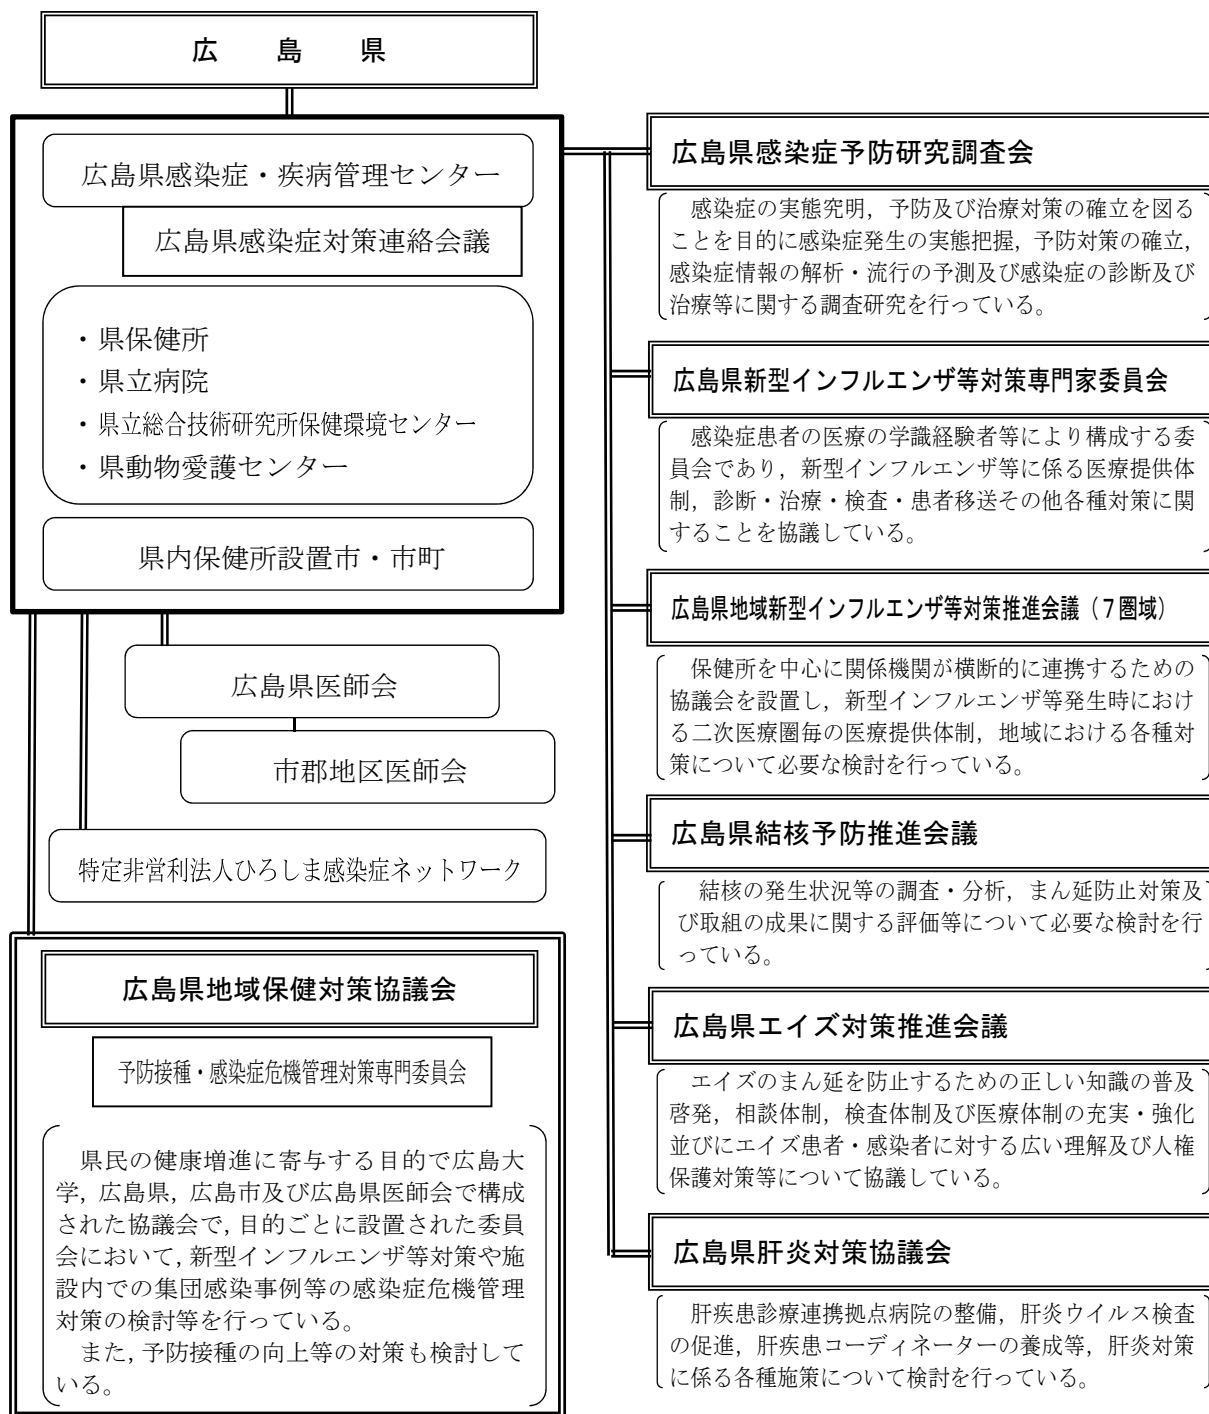 広島県
広島県感染症・疾病管理センター
広島県感染症対策連絡会議
・県保健所
・県立病院
・県立総合技術研究所保健環境センター
・県動物愛護センター
県内保健所設置市・市町
広島県医師会
市郡地区医師会
特定非営利法人ひろしま感染症ネットワーク
広島県地域保健対策協議会
予防接種・感染症危機管理対策専門委員会
県民の健康増進に寄与する目的で広島大
学,広島県,広島市及び広島県医師会で構成
された協議会で,目的ごとに設置された委員
会において,新型インフルエンザ等対策や施
設内での集団感染事例等の感染症危機管理
対策の検討等を行っている。
また,予防接種の向上等の対策も検討して
いる。
広島県感染症予防研究調査会
感染症の実態究明，予防及び治療対策の確立を図る
ことを目的に感染症発生の実態把握，予防対策の確立，
感染症情報の解析・流行の予測及び感染症の診断及び
治療等に関する調査研究を行っている。
広島県新型インフルエンザ等対策専門家委員会
感染症患者の医療の学識経験者等により構成する委
員会であり，新型インフルエンザ等に係る医療提供体
制，診断・治療・検査・患者移送その他各種対策に関
することを協議している。
広島県地域新型インフルエンザ等対策推進会議（７圏域）
保健所を中心に関係機関が横断的に連携するための
協議会を設置し，新型インフルエンザ等発生時におけ
る二次医療圏毎の医療提供体制，地域における各種対
策について必要な検討を行っている。
広島県結核予防推進会議
結核の発生状況等の調査・分析，まん延防止対策及
び取組の成果に関する評価等について必要な検討を行
っている。
広島県エイズ対策推進会議
エイズのまん延を防止するための正しい知識の普及
啓発，相談体制，検査体制及び医療体制の充実・強化
並びにエイズ患者・感染者に対する広い理解及び人権
保護対策等について協議している。
広島県肝炎対策協議会
肝疾患診療連携拠点病院の整備，肝炎ウイルス検査
の促進，肝疾患コーディネーターの養成等，肝炎対策
に係る各種施策について検討を行っている。